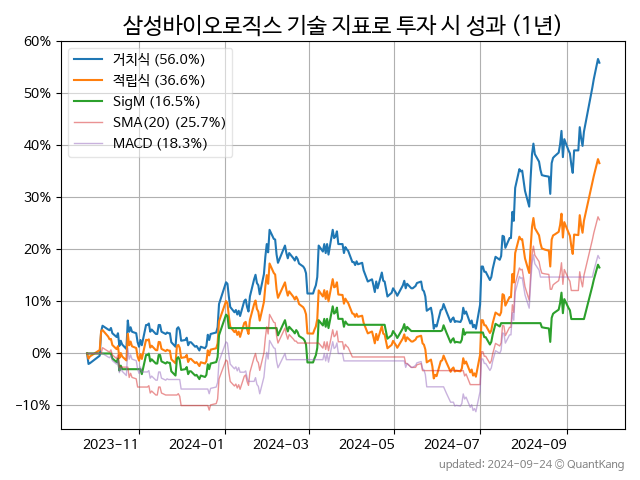 삼성바이오로직스 기술 지표로 투자 시 성과 (1년)
60%
50%
40%
30%
20%
10%
0%
−10%
거치식 (56.0%)
적립식 (36.6%)
SigM (16.5%)
SMA(20) (25.7%)
MACD (18.3%)
2023−11 2024−01 2024−03 2024−05 2024−07 2024−09
updated: 2024-09-24 © QuantKang